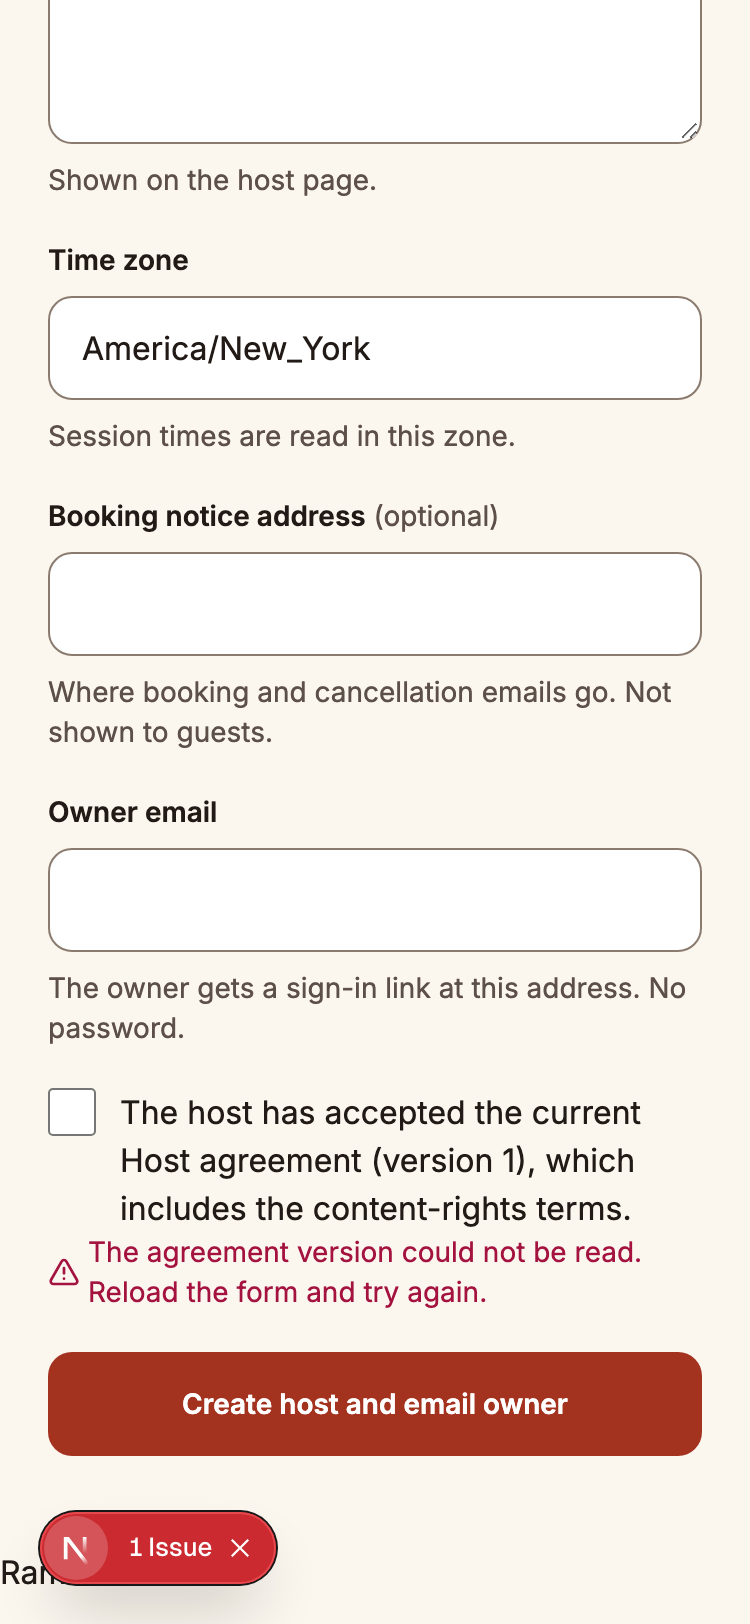 Shown on the host page.
Time zone
America/New_York
Session times are read in this zone.
Booking notice address (optional)
Where booking and cancellation emails go. Not
shown to guests.
Owner email
The owner gets a sign-in link at this address. No
password.
The host has accepted the current
Host agreement (version 1), which
includes the content-rights terms.
The agreement version could not be read.
Reload the form and try again.
Create host and email owner
N 1 Issue